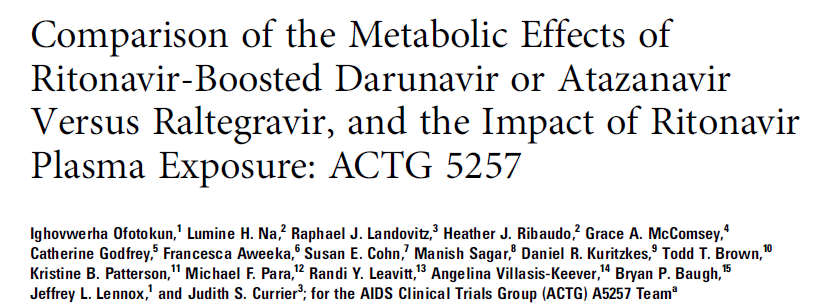 Comparison of the Metabolic Effects of
Ritonavir-Boosted Darunavir or Atazanavir
Versus Raltegravir, and the Impact of Ritonavir
Plasma Exposure: ACTG 5257
Ighovwerha Ofotokun,¹ Lumine H. Na,² Raphael J. Landovitz,³ Heather J. Ribaudo,² Grace A. McComsey,⁴
Catherine Godfrey,⁵ Francesca Aweeka,⁶ Susan E. Cohn,⁷ Manish Sagar,⁸ Daniel R. Kuritzkes,⁹ Todd T. Brown,¹⁰
Kristine B. Patterson,¹¹ Michael F. Para,¹² Randi Y. Leavitt,¹³ Angelina Villasis-Keever,¹⁴ Bryan P. Baugh,¹⁵
Jeffrey L. Lennox,¹ and Judith S. Currier³; for the AIDS Clinical Trials Group (ACTG) A5257 Teamᵃ